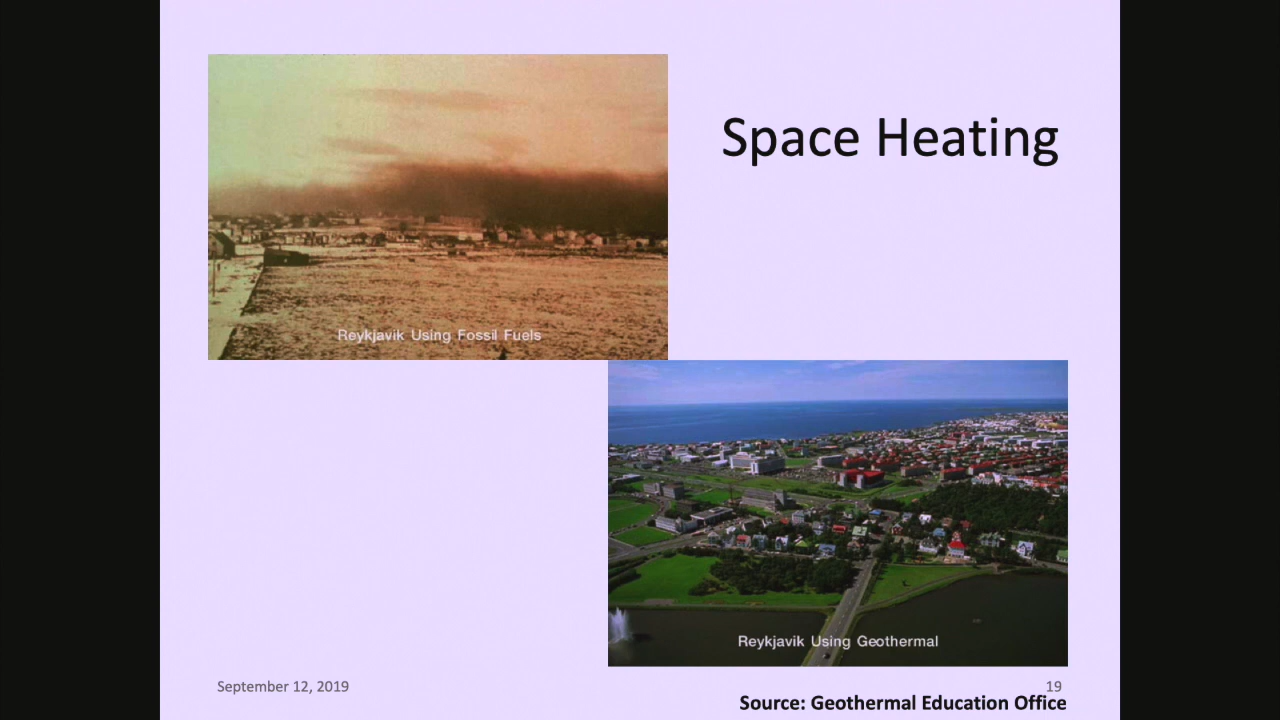 Space Heating
Reykjavik Using Fossil Fuels
Reykjavik Using Geothermal
September 12, 2019
19
Source: Geothermal Education Office